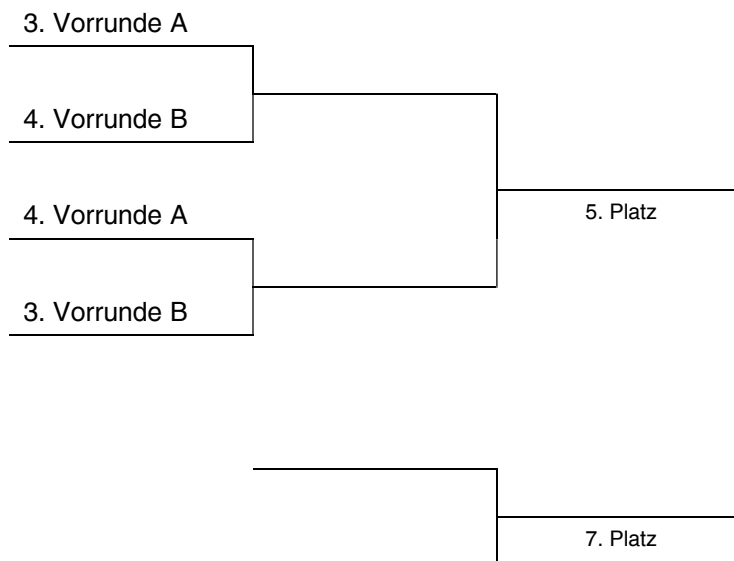 3. Vorrunde A
4. Vorrunde B
4. Vorrunde A
5. Platz
3. Vorrunde B
7. Platz